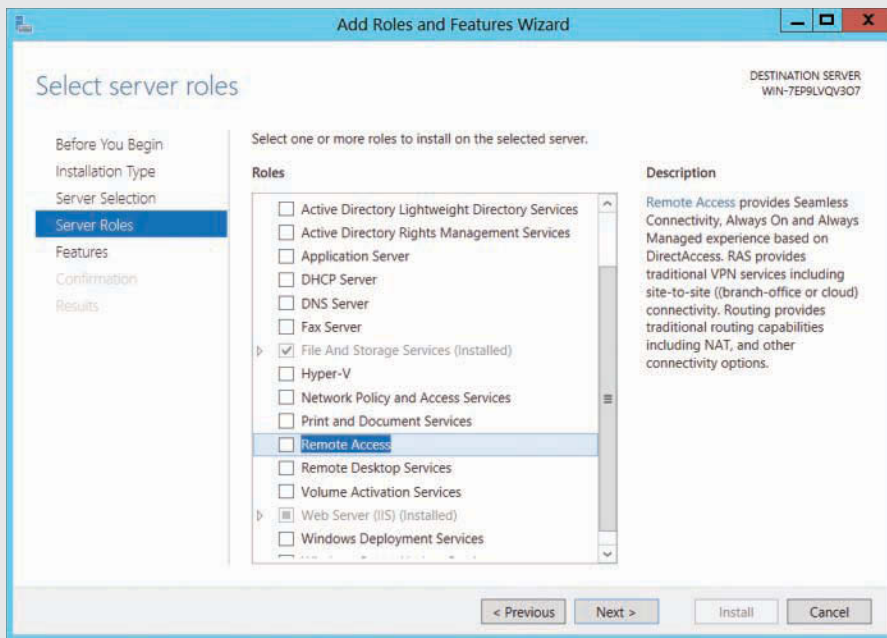 Add Roles and Features Wizard
Select server roles
DESTINATION SERVER
WIN-7EP9LVQV3O7
Before You Begin
Installation Type
Server Selection
Server Roles
Features
Confirmation
Results
Select one or more roles to install on the selected server.
Roles
Active Directory Lightweight Directory Services
Active Directory Rights Management Services
Application Server
DHCP Server
DNS Server
Fax Server
File And Storage Services (Installed)
Hyper-V
Network Policy and Access Services
Print and Document Services
Remote Access
Remote Desktop Services
Volume Activation Services
Web Server (IIS) (Installed)
Windows Deployment Services
Description
Remote Access provides Seamless
Connectivity, Always On and Always
Managed experience based on
DirectAccess. RAS provides
traditional VPN services including
site-to-site ((branch-office or cloud)
connectivity. Routing provides
traditional routing capabilities
including NAT, and other
connectivity options.
< Previous
Next >
Install
Cancel